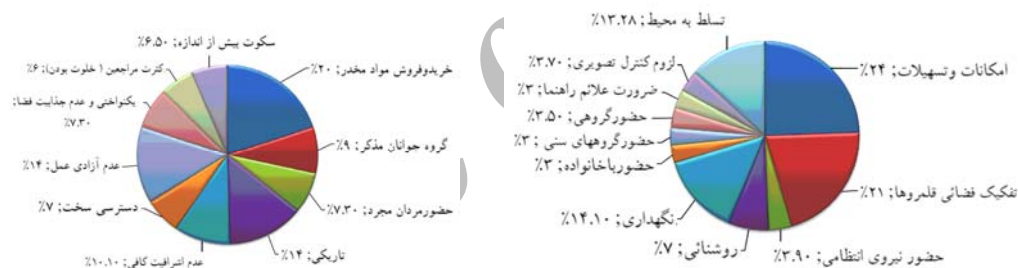 تسلط به محیط; ۱۳.۲۸٪
امکانات وتسهیلات; ۲۴٪
لزوم کنترل تصویری; ۳.۷۰٪
ضرورت علائم راهنما; ۳٪
حضورگروهی; ۳.۵۰٪
حضورگروههای سنی ; ۳٪
حضورباخانواده; ۳٪
تفکیک فضائی قلمروها; ۲۱٪
نگهداری; ۱۴.۱۰٪
روشنائی; ۷٪
حضور نیروی انتظامی; ۳.۹۰٪
سکوت بیش از اندازه; ۶.۵۰٪
خریدوفروش مواد مخدر; ۲۰٪
کثرت مراجعین ( خلوت بودن); ۶٪
یکنواختی و عدم جذابیت فضا;
۷.۳۰٪
گروه جوانان مذکر; ۹٪
عدم آزادی عمل; ۱۴٪
حضورمردان مجرد; ۷.۳۰٪
دسترسی سخت; ۷٪
تاریکی; ۱۴٪
عدم اشرافیت کافی; ۱۰.۱۰٪